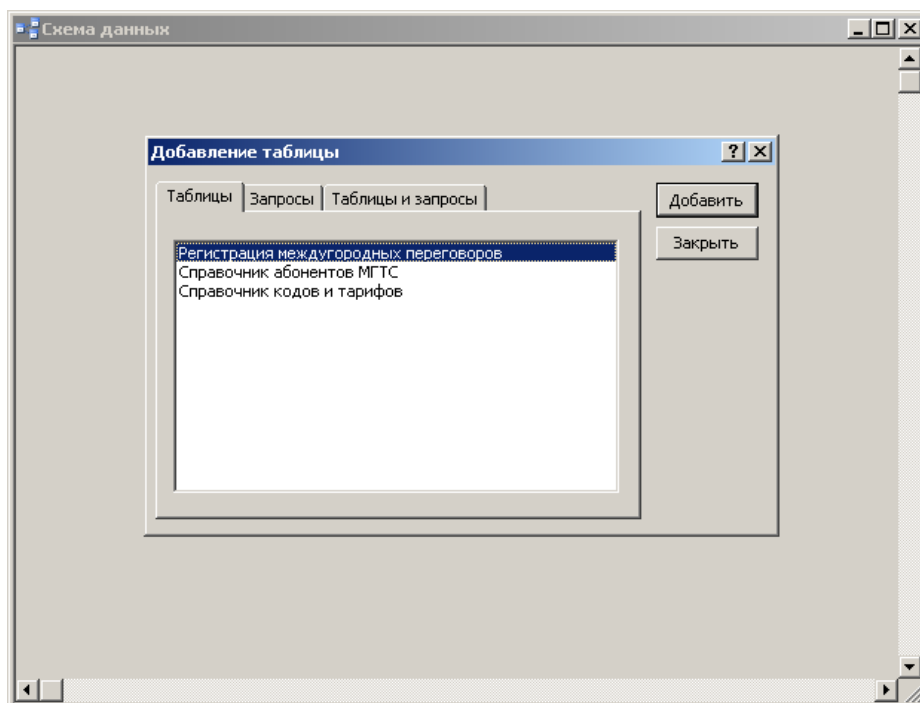 Схема данных
Добавление таблицы
Таблицы Запросы Таблицы и запросы
Добавить
Закрыть
Регистрация междугородных переговоров
Справочник абонентов МГТС
Справочник кодов и тарифов